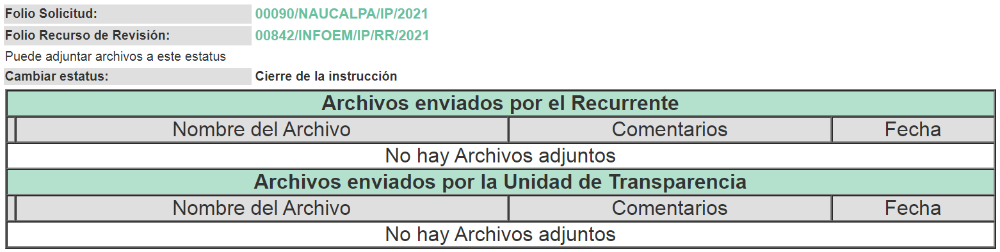 Folio Solicitud: 00090/NAUCALPA/IP/2021
Folio Recurso de Revisión: 00842/INFOEM/IP/RR/2021
Puede adjuntar archivos a este estatus
Cambiar estatus: Cierre de la instrucción
Archivos enviados por el Recurrente
Nombre del Archivo Comentarios Fecha
No hay Archivos adjuntos
Archivos enviados por la Unidad de Transparencia
Nombre del Archivo Comentarios Fecha
No hay Archivos adjuntos